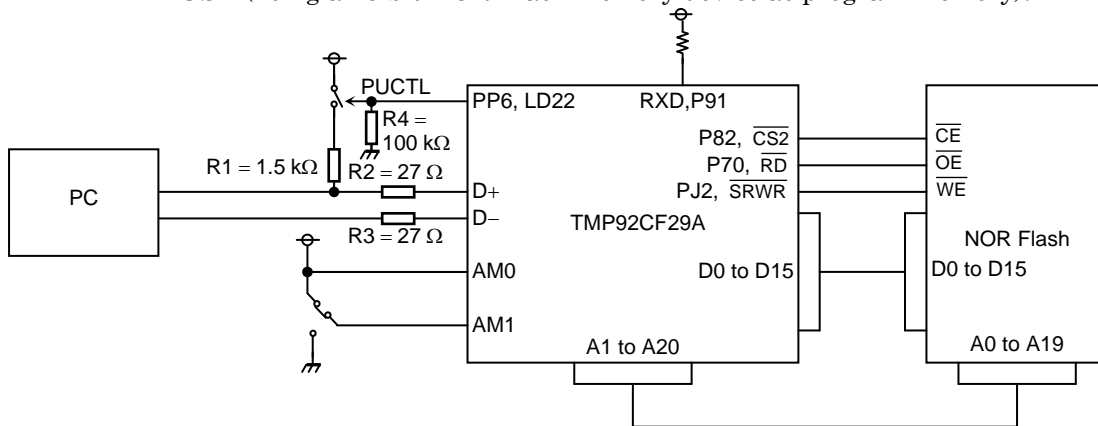 PUCTL
PP6, LD22
RXD,P91
R4 =
100 kΩ
P82, CS2
CE
R1 = 1.5 kΩ
R2 = 27 Ω
P70, RD
OE
PC
D+
PJ2, SRWR
WE
D−
TMP92CF29A
R3 = 27 Ω
NOR Flash
AM0
D0 to D15
D0 to D15
AM1
A1 to A20
A0 to A19